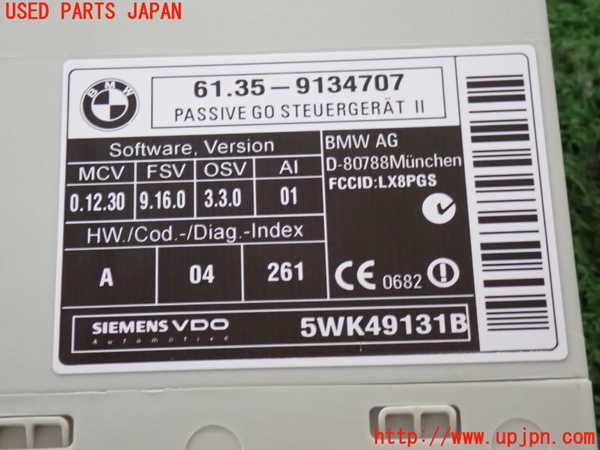 USED PARTS JAPAN
BMW
61.35-9134707
PASSIVE GO STEUERGERÄT II
Software, Version
MCV FSV OSV AI
0.12.30 9.16.0 3.3.0 01
HW./Cod.-/Diag.-Index
A 04 261
BMW AG
D-80788München
FCCID:LX8PGS
CE 0682
SIEMENS VDO
Automotive
5WK49131B
http://www.upjpn.com/